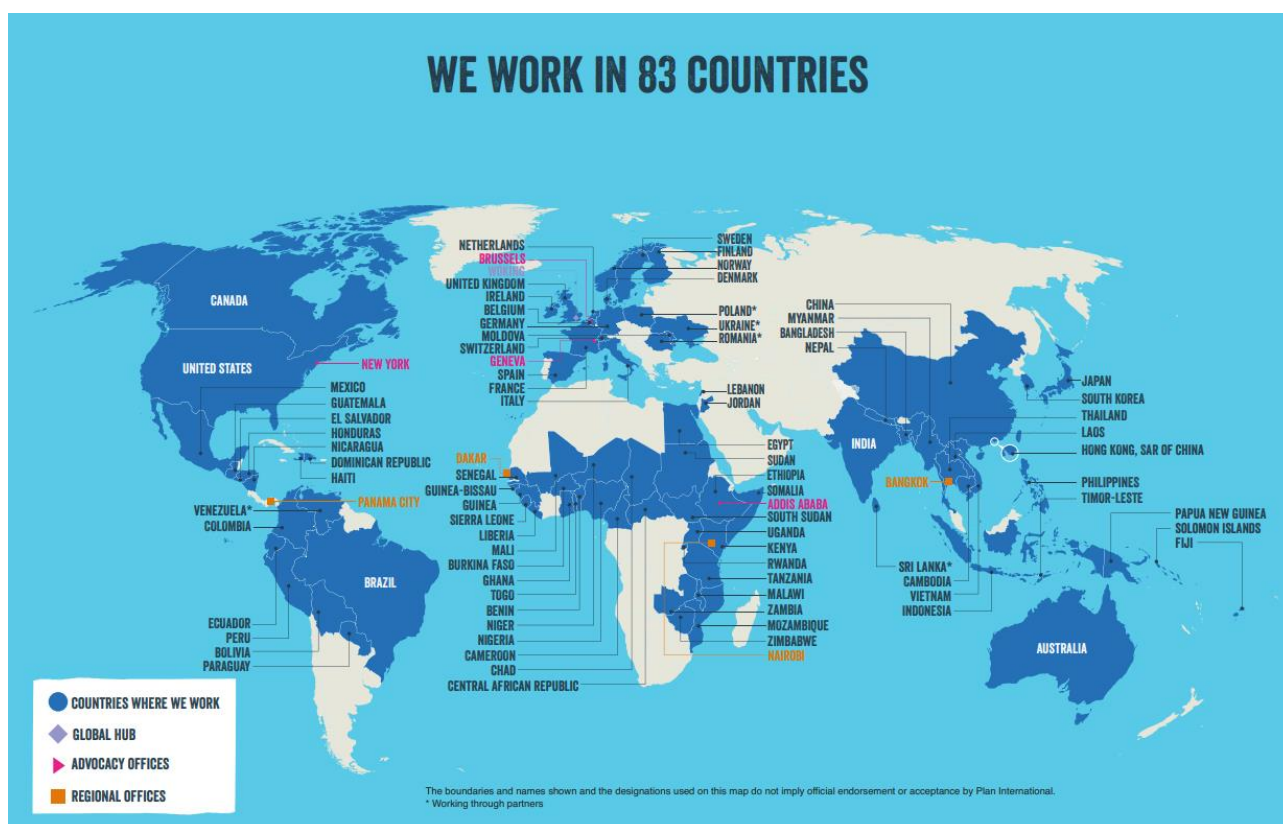 WE WORK IN 83 COUNTRIES
CANADA
UNITED STATES
NEW YORK
MEXICO
GUATEMALA
EL SALVADOR
HONDURAS
NICARAGUA
DOMINICAN REPUBLIC
HAITI
PANAMA CITY
VENEZUELA*
COLOMBIA
BRAZIL
ECUADOR
PERU
BOLIVIA
PARAGUAY
NETHERLANDS
BRUSSELS
WOKING
UNITED KINGDOM
IRELAND
BELGIUM
GERMANY
MOLDOVA
SWITZERLAND
GENEVA
SPAIN
FRANCE
ITALY
SWEDEN
FINLAND
NORWAY
DENMARK
POLAND*
UKRAINE*
ROMANIA*
LEBANON
JORDAN
DAKAR
SENEGAL
GUINEA-BISSAU
GUINEA
SIERRA LEONE
LIBERIA
MALI
BURKINA FASO
GHANA
TOGO
BENIN
NIGER
NIGERIA
CAMEROON
CHAD
CENTRAL AFRICAN REPUBLIC
EGYPT
SUDAN
ETHIOPIA
SOMALIA
ADDIS ABABA
SOUTH SUDAN
UGANDA
KENYA
RWANDA
TANZANIA
MALAWI
ZAMBIA
MOZAMBIQUE
ZIMBABWE
NAIROBI
CHINA
MYANMAR
BANGLADESH
NEPAL
INDIA
BANGKOK
JAPAN
SOUTH KOREA
THAILAND
LAOS
HONG KONG, SAR OF CHINA
PHILIPPINES
TIMOR-LESTE
PAPUA NEW GUINEA
SOLOMON ISLANDS
FIJI
SRI LANKA*
CAMBODIA
VIETNAM
INDONESIA
AUSTRALIA
COUNTRIES WHERE WE WORK
GLOBAL HUB
ADVOCACY OFFICES
REGIONAL OFFICES
The boundaries and names shown and the designations used on this map do not imply official endorsement or acceptance by Plan International.
* Working through partners